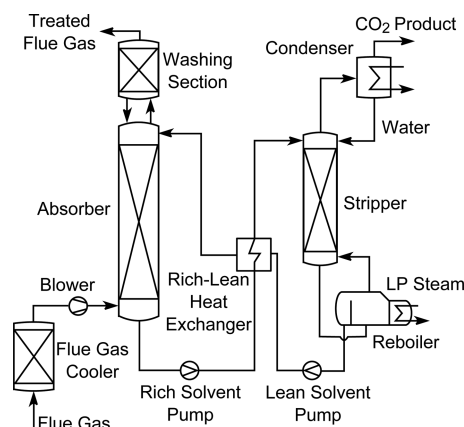 Treated
Flue Gas
Washing
Section
CO2 Product
Condenser
Water
Absorber
Stripper
Blower
Rich-Lean
Heat
Exchanger
LP Steam
Reboiler
Flue Gas
Cooler
Rich Solvent
Pump
Lean Solvent
Pump
Flue Gas